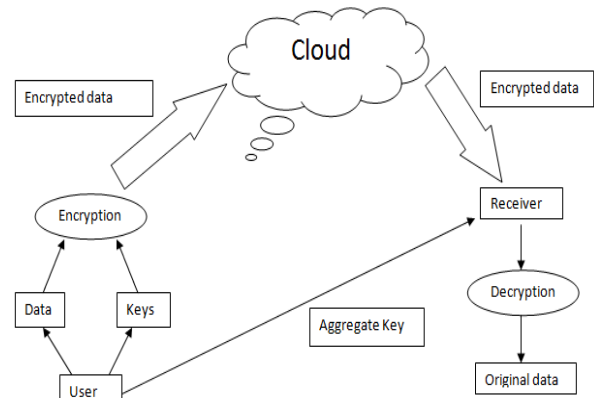 Cloud
Encrypted data
Encrypted data
Encryption
Receiver
Data
Keys
Decryption
Aggregate Key
User
Original data